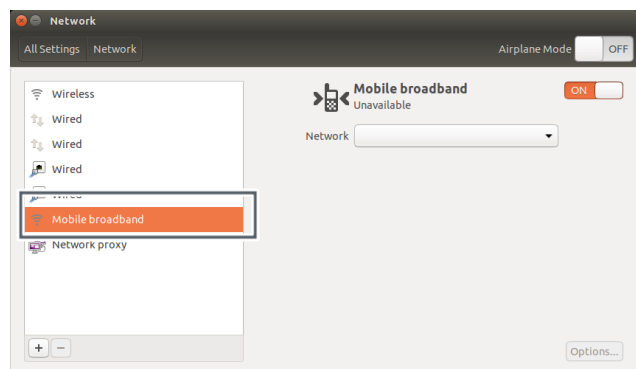 Network
All Settings Network Airplane Mode OFF
Wireless
Wired
Wired
Wired
Wired
Mobile broadband
Network proxy
Mobile broadband ON
Unavailable
Network
+ −
Options...